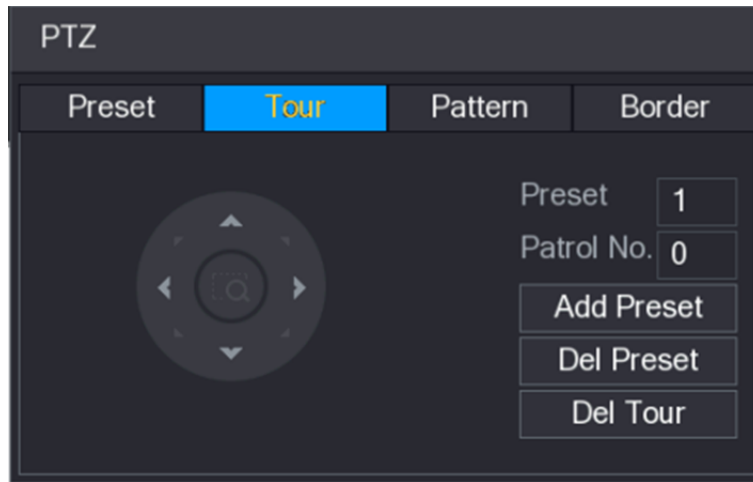 PTZ
Preset Tour Pattern Border
Preset 1
Patrol No. 0
Add Preset
Del Preset
Del Tour